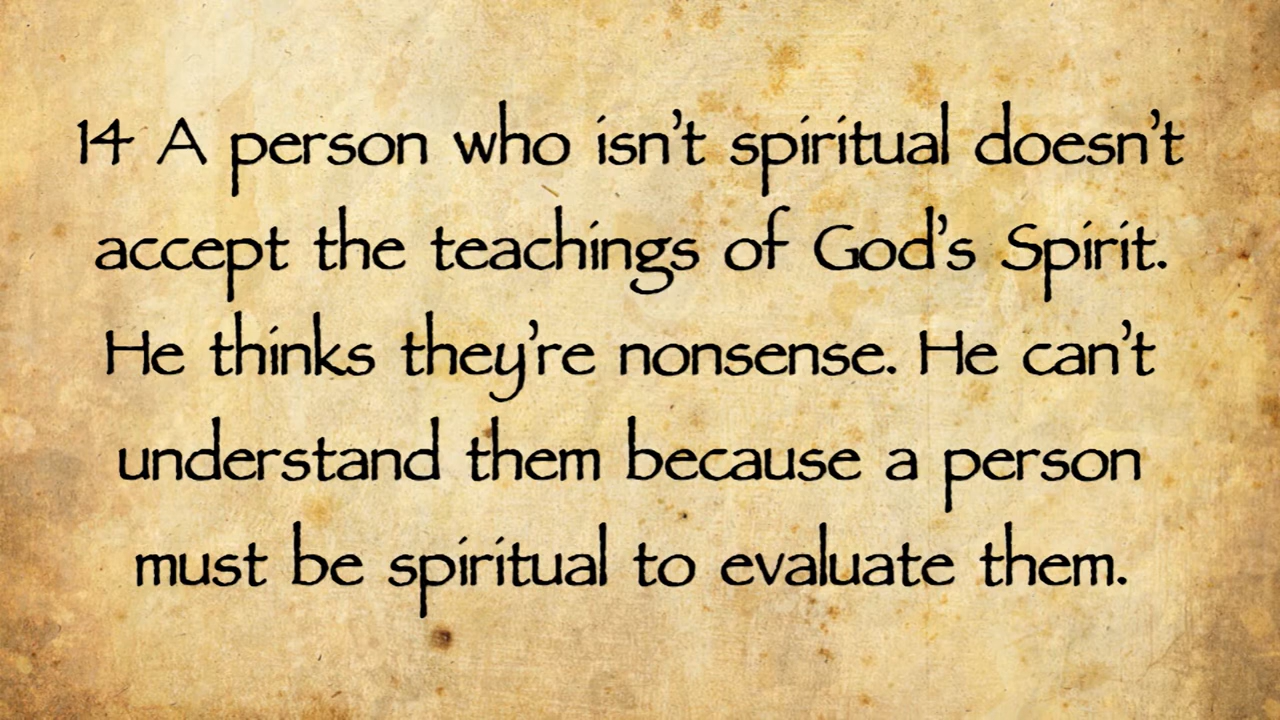 14 A person who isn't spiritual doesn't
accept the teachings of God's Spirit.
He thinks they're nonsense. He can't
understand them because a person
must be spiritual to evaluate them.